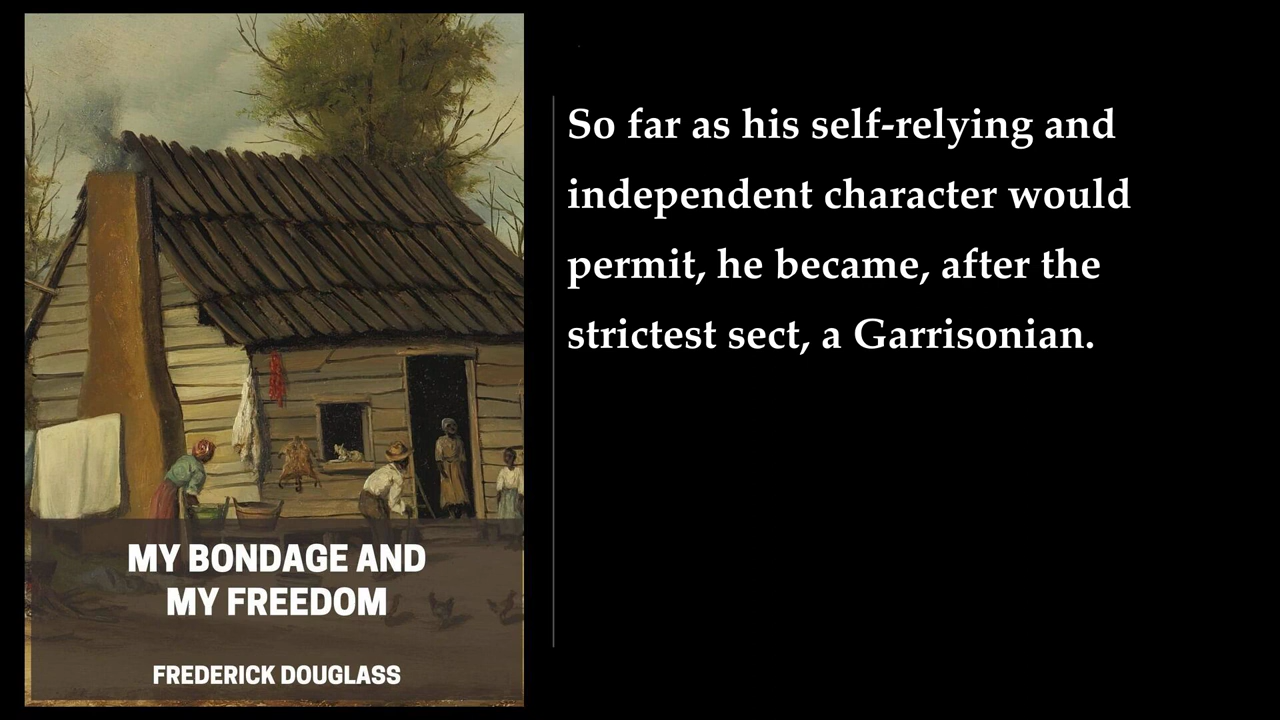 So far as his self-relying and
independent character would
permit, he became, after the
strictest sect, a Garrisonian.
MY BONDAGE AND
MY FREEDOM
FREDERICK DOUGLASS